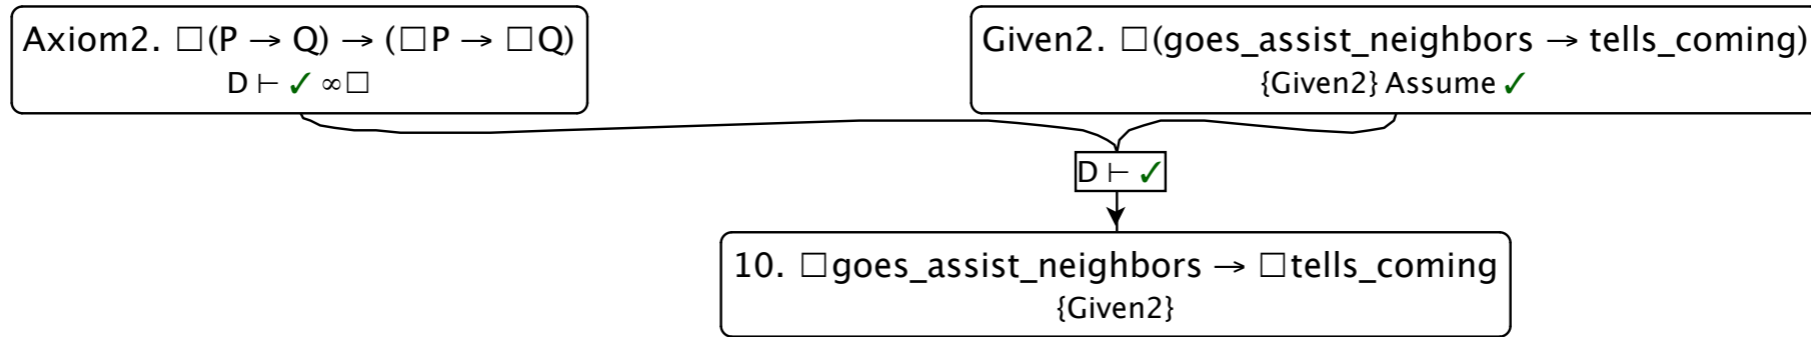 Axiom2. □(P → Q) → (□P → □Q)
D ⊢ ✓ ∞□
Given2. □(goes_assist_neighbors → tells_coming)
{Given2} Assume ✓
D ⊢ ✓
10. □goes_assist_neighbors → □tells_coming
{Given2}